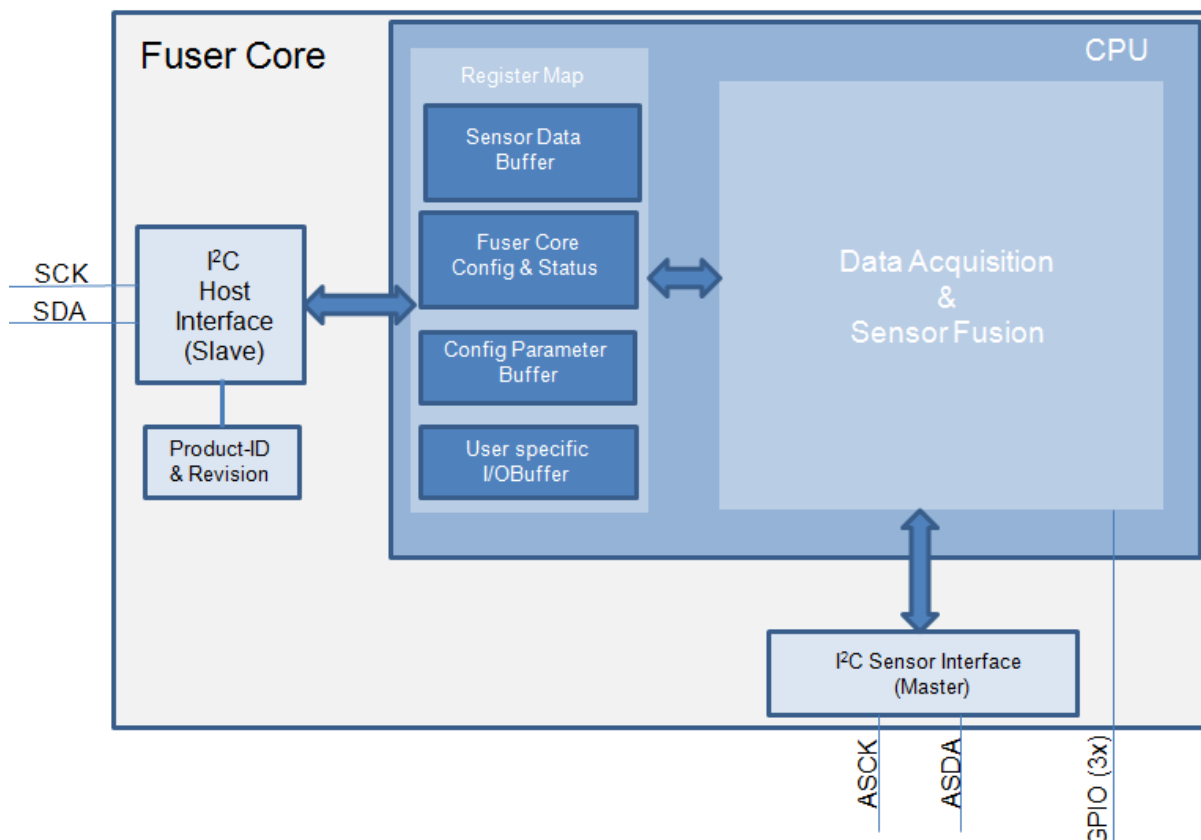 Fuser Core
CPU
Register Map
Sensor Data
Buffer
Fuser Core
Config & Status
Config Parameter
Buffer
User specific
I/OBuffer
Data Acquisition
&
Sensor Fusion
SCK
SDA
I²C
Host
Interface
(Slave)
Product-ID
& Revision
I²C Sensor Interface
(Master)
ASCK
ASDA
GPIO (3x)